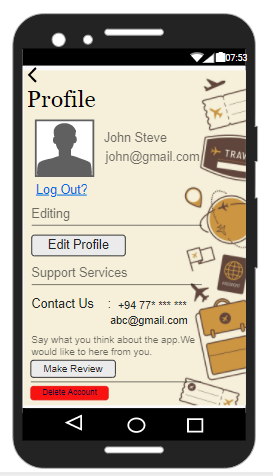 07:53
Profile
John Steve
john@gmail.com
Log Out?
Editing
Edit Profile
Support Services
Contact Us : +94 77* *** ***
abc@gmail.com
Say what you think about the app.We
would like to here from you.
Make Review
Delete Account
TRAV
PASSPORT